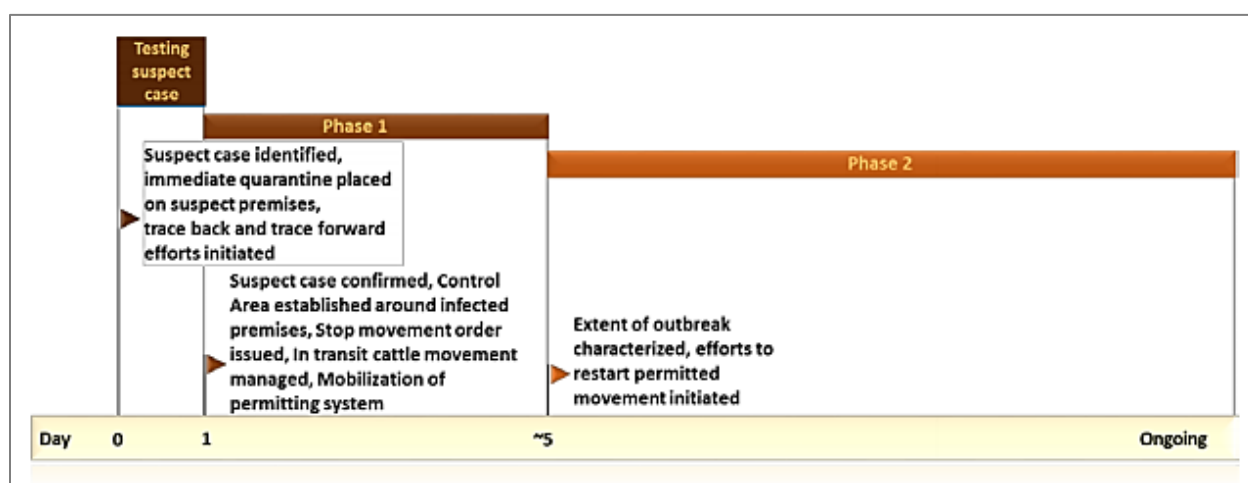 Testing
suspect
case
Phase 1
Phase 2
Suspect case identified,
immediate quarantine placed
on suspect premises,
trace back and trace forward
efforts initiated
Suspect case confirmed, Control
Area established around infected
premises, Stop movement order
issued, In transit cattle movement
managed, Mobilization of
permitting system
Extent of outbreak
characterized, efforts to
restart permitted
movement initiated
Day 0 1 ~5 Ongoing